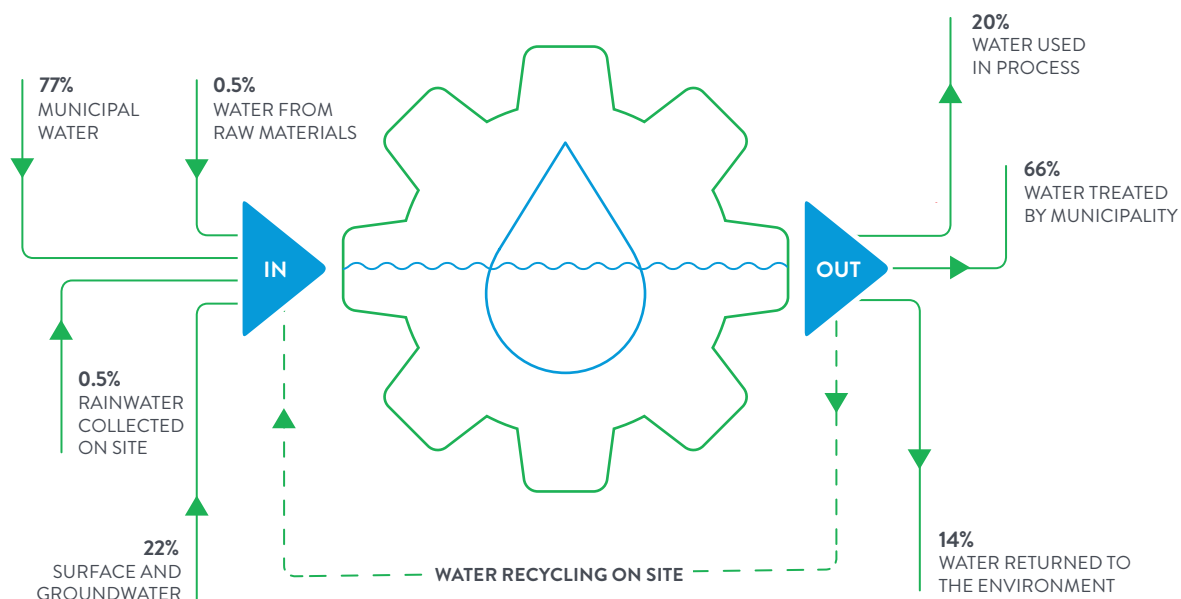 77%
MUNICIPAL
WATER
0.5%
WATER FROM
RAW MATERIALS
IN
0.5%
RAINWATER
COLLECTED
ON SITE
22%
SURFACE AND
GROUNDWATER
WATER RECYCLING ON SITE
OUT
20%
WATER USED
IN PROCESS
66%
WATER TREATED
BY MUNICIPALITY
14%
WATER RETURNED TO
THE ENVIRONMENT